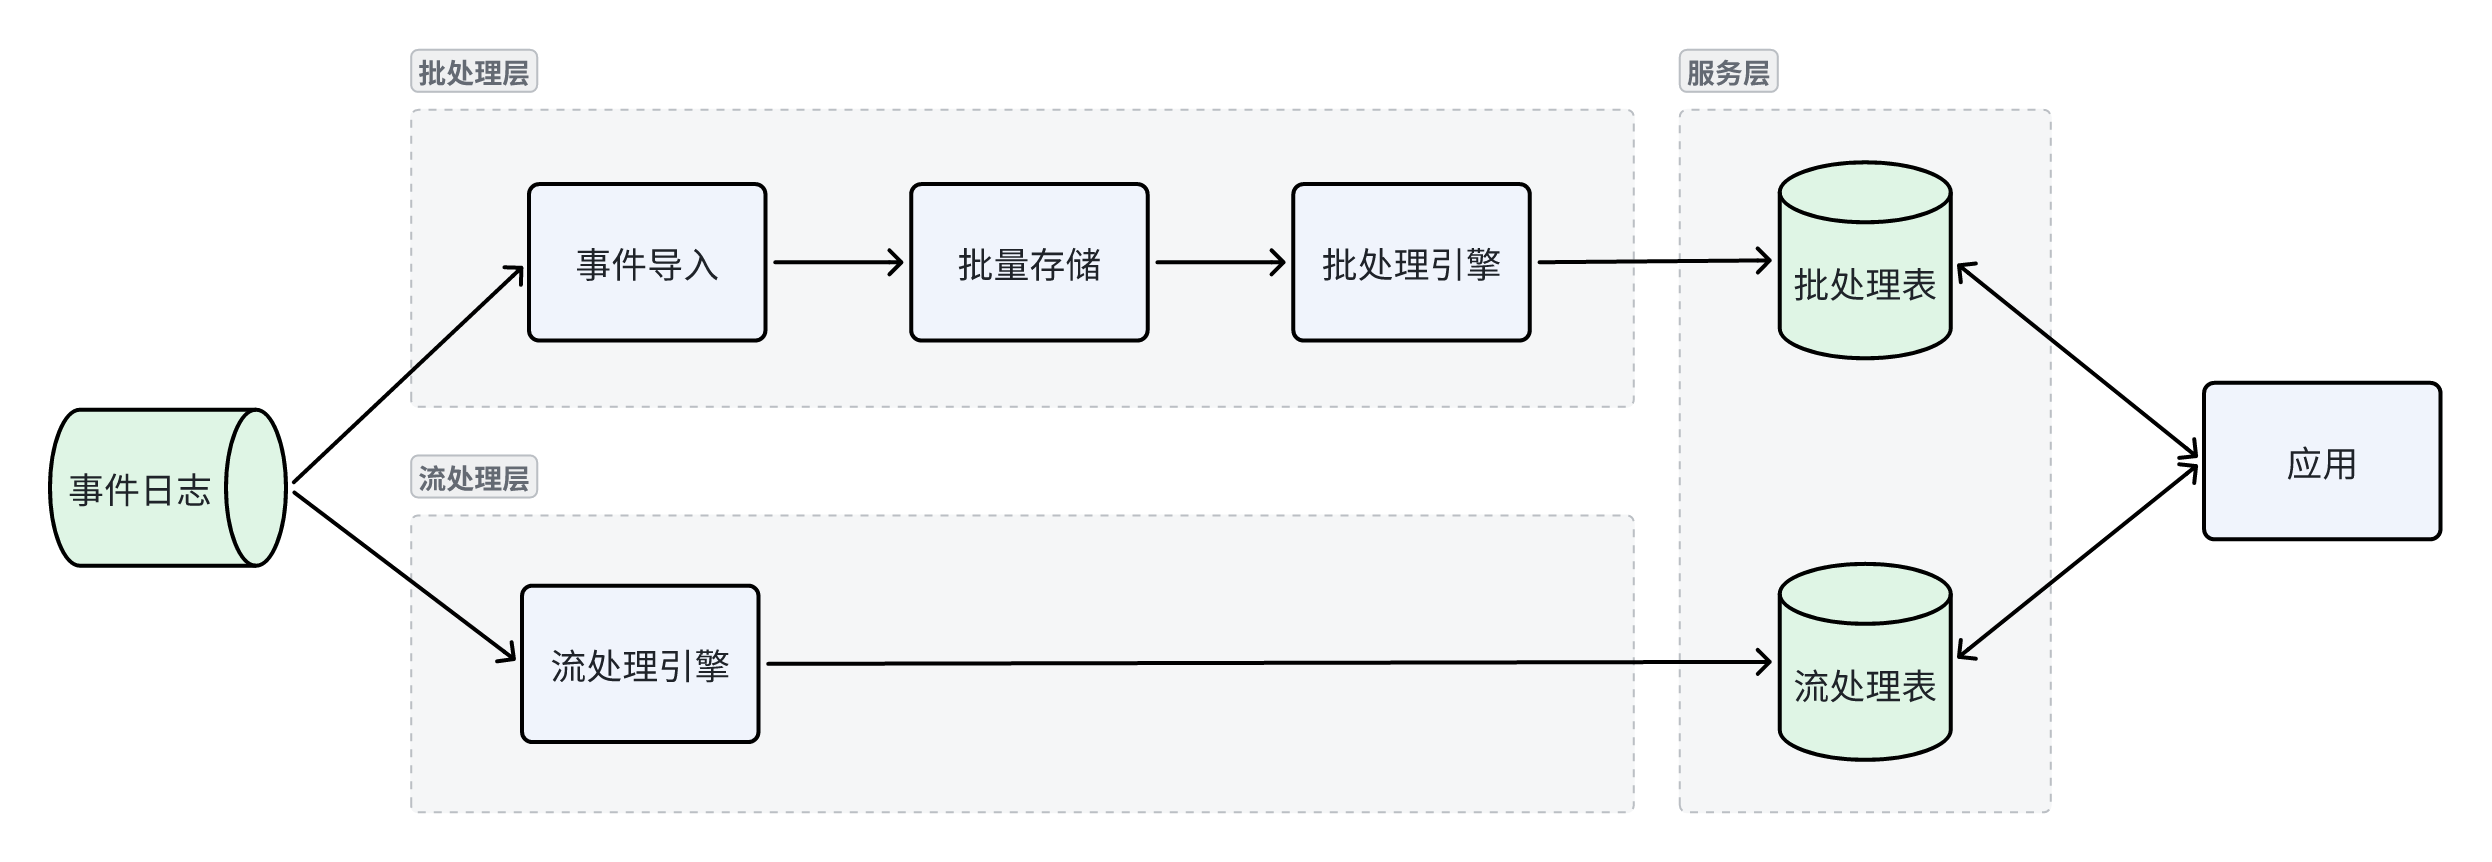 批处理层
服务层
事件导入
批量存储
批处理引擎
批处理表
事件日志
应用
流处理层
流处理引擎
流处理表